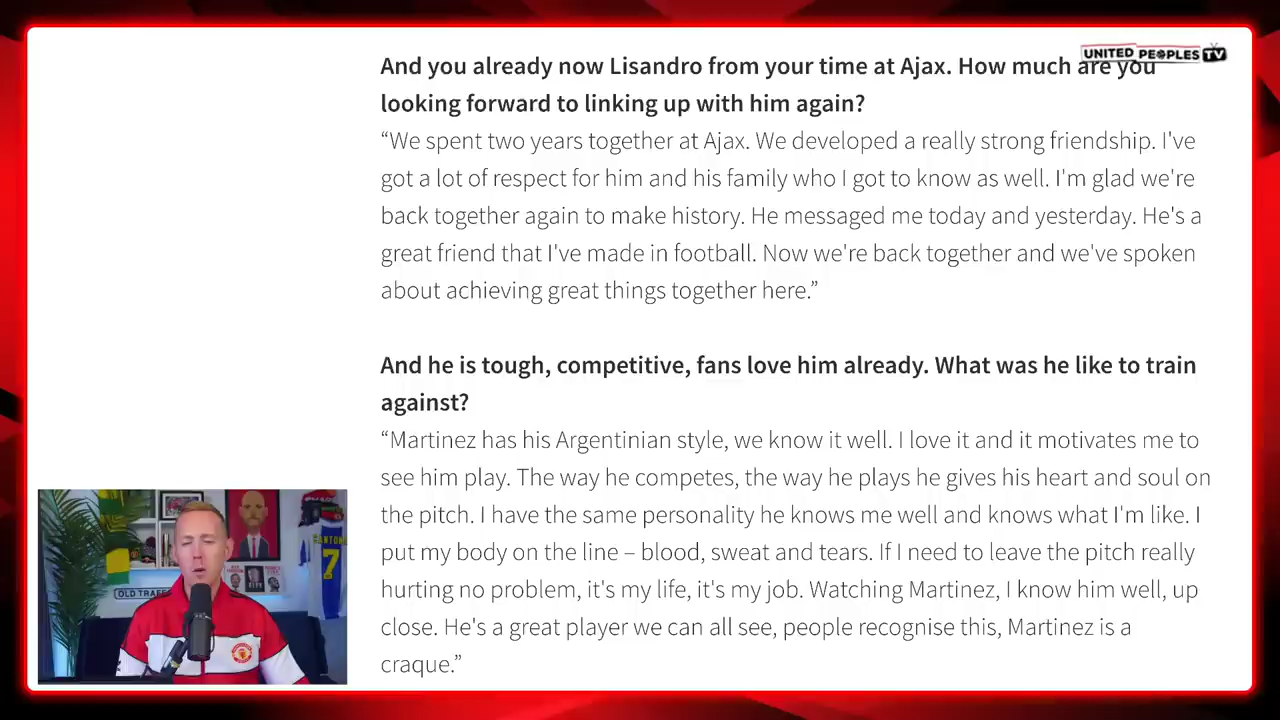 UNITED PEOPLES TV
And you already now Lisandro from your time at Ajax. How much are you
looking forward to linking up with him again?
“We spent two years together at Ajax. We developed a really strong friendship. I've
got a lot of respect for him and his family who I got to know as well. I'm glad we're
back together again to make history. He messaged me today and yesterday. He's a
great friend that I've made in football. Now we're back together and we've spoken
about achieving great things together here.”
And he is tough, competitive, fans love him already. What was he like to train
against?
“Martinez has his Argentinian style, we know it well. I love it and it motivates me to
see him play. The way he competes, the way he plays he gives his heart and soul on
the pitch. I have the same personality he knows me well and knows what I'm like. I
put my body on the line – blood, sweat and tears. If I need to leave the pitch really
hurting no problem, it's my life, it's my job. Watching Martinez, I know him well, up
close. He's a great player we can all see, people recognise this, Martinez is a
craque.”
CANTONA
7
OLD TRAFF